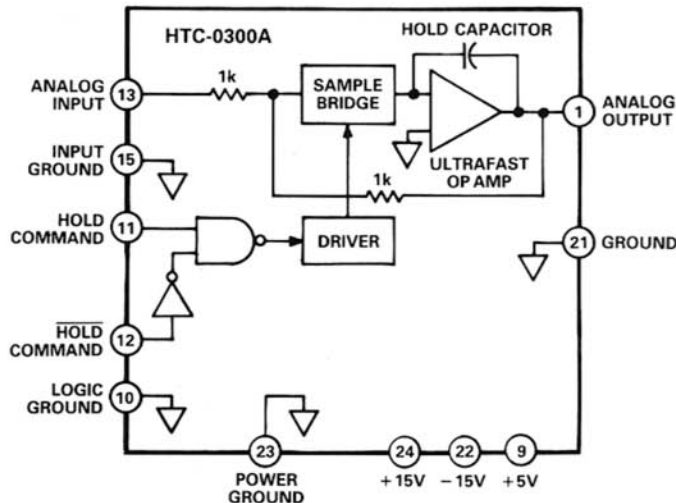 HTC-0300A
HOLD CAPACITOR
1k
SAMPLE
BRIDGE
ANALOG
INPUT
13
1
ANALOG
OUTPUT
INPUT
GROUND
15
ULTRAFAST
OP AMP
1k
HOLD
COMMAND
11
DRIVER
21
GROUND
HOLD
COMMAND
12
LOGIC
GROUND
10
23
24
22
9
POWER
GROUND
+15V
−15V
+5V